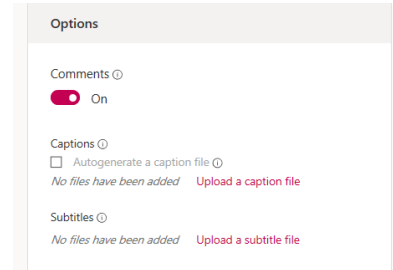 Options
Comments
On
Captions
Autogenerate a caption file
No files have been added Upload a caption file
Subtitles
No files have been added Upload a subtitle file